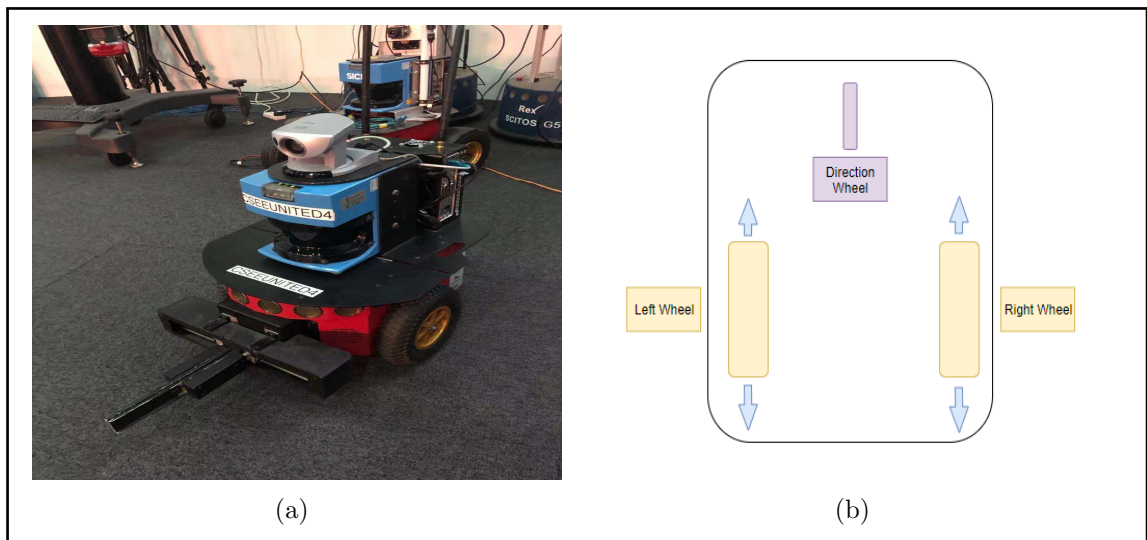 SICK
Rex
SCITOS G5
CSEEUNITED4
CSEEUNITED4
Direction
Wheel
Left Wheel
Right Wheel
(a)
(b)